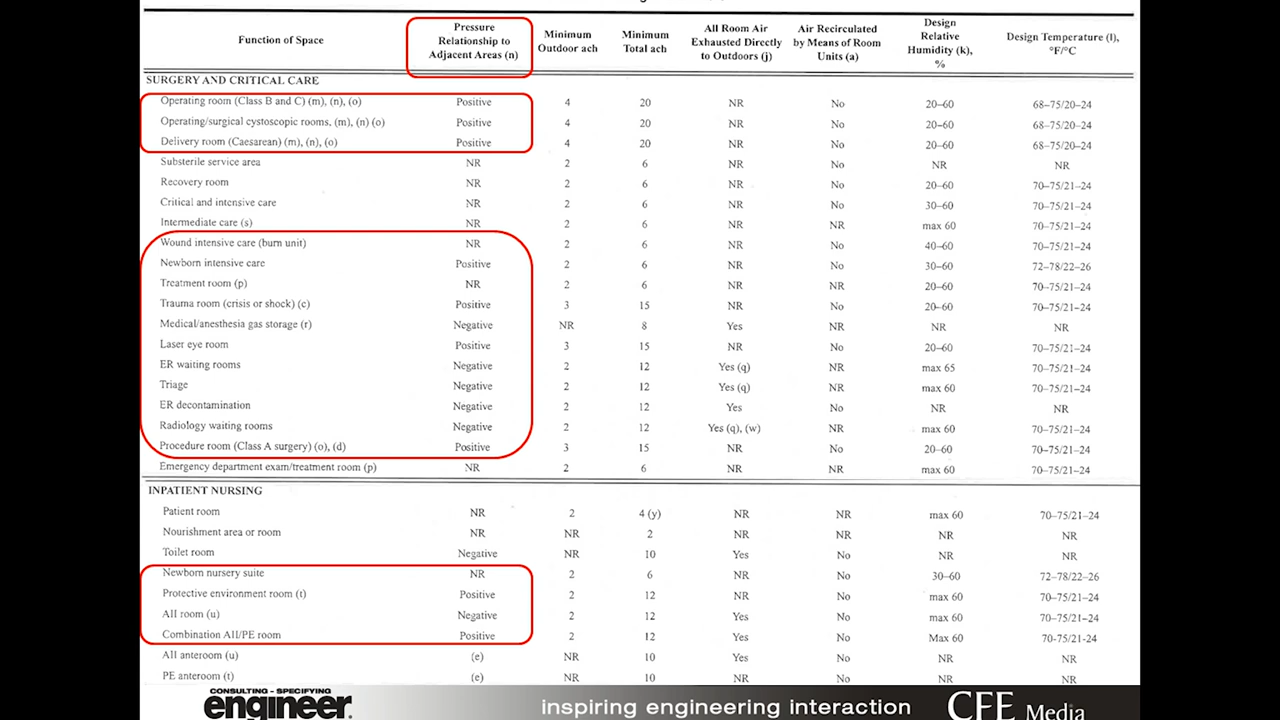 Function of Space Pressure Relationship to Adjacent Areas (n) Minimum Outdoor ach Minimum Total ach All Room Air Exhausted Directly to Outdoors (j) Air Recirculated by Means of Room Units (a) Design Relative Humidity (k), % Design Temperature (l), °F/°C
SURGERY AND CRITICAL CARE
Operating room (Class B and C) (m), (n), (o) Positive 4 20 NR No 20–60 68–75/20–24
Operating/surgical cystoscopic rooms, (m), (n) (o) Positive 4 20 NR No 20–60 68–75/20–24
Delivery room (Caesarean) (m), (n), (o) Positive 4 20 NR No 20–60 68–75/20–24
Substerile service area NR 2 6 NR No NR NR
Recovery room NR 2 6 NR No 20–60 70–75/21–24
Critical and intensive care NR 2 6 NR No 30–60 70–75/21–24
Intermediate care (s) NR 2 6 NR NR max 60 70–75/21–24
Wound intensive care (burn unit) NR 2 6 NR No 40–60 70–75/21–24
Newborn intensive care Positive 2 6 NR No 30–60 72–78/22–26
Treatment room (p) NR 2 6 NR NR 20–60 70–75/21–24
Trauma room (crisis or shock) (c) Positive 3 15 NR No 20–60 70–75/21–24
Medical/anesthesia gas storage (r) Negative NR 8 Yes NR NR NR
Laser eye room Positive 3 15 NR No 20–60 70–75/21–24
ER waiting rooms Negative 2 12 Yes (q) NR max 65 70–75/21–24
Triage Negative 2 12 Yes (q) NR max 60 70–75/21–24
ER decontamination Negative 2 12 Yes No NR NR
Radiology waiting rooms Negative 2 12 Yes (q), (w) NR max 60 70–75/21–24
Procedure room (Class A surgery) (o), (d) Positive 3 15 NR No 20–60 70–75/21–24
Emergency department exam/treatment room (p) NR 2 6 NR NR max 60 70–75/21–24
INPATIENT NURSING
Patient room NR 2 4 (y) NR NR max 60 70–75/21–24
Nourishment area or room NR NR 2 NR NR NR NR
Toilet room Negative NR 10 Yes No NR NR
Newborn nursery suite NR 2 6 NR No 30–60 72–78/22–26
Protective environment room (t) Positive 2 12 NR No max 60 70–75/21–24
AII room (u) Negative 2 12 Yes No max 60 70–75/21–24
Combination AII/PE room Positive 2 12 Yes No Max 60 70-75/21-24
AII anteroom (u) (e) NR 10 Yes No NR NR
PE anteroom (t) (e) NR 10 NR No NR NR
CONSULTING-SPECIFYING
engineer. inspiring engineering interaction CFE Media